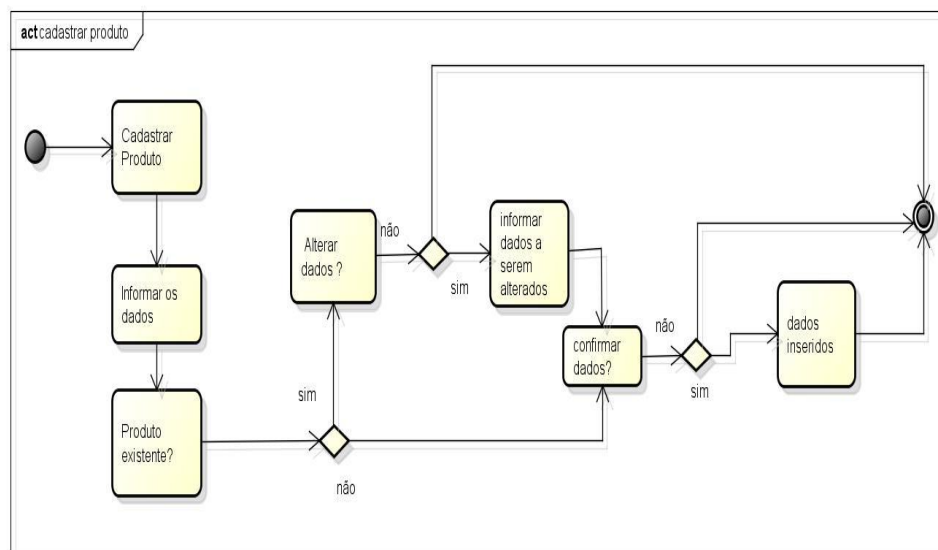 act cadastrar produto
Cadastrar
Produto
Informar os
dados
Produto
existente?
sim
não
Alterar
dados ?
não
sim
informar
dados a
serem
alterados
confirmar
dados?
não
sim
dados
inseridos